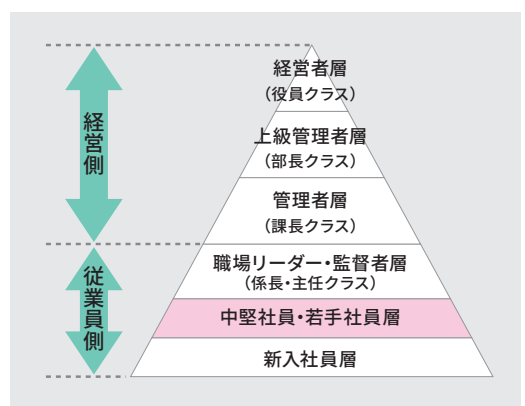 経営側
従業員側
経営者層
（役員クラス）
上級管理者層
（部長クラス）
管理者層
（課長クラス）
職場リーダー・監督者層
（係長・主任クラス）
中堅社員・若手社員層
新入社員層